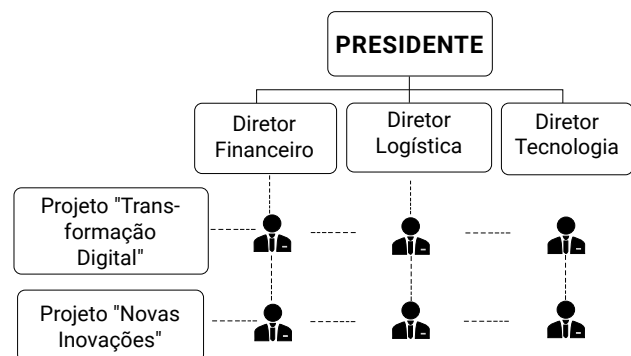 PRESIDENTE
Diretor
Financeiro
Diretor
Logística
Diretor
Tecnologia
Projeto "Trans-
formação
Digital"
Projeto "Novas
Inovações"